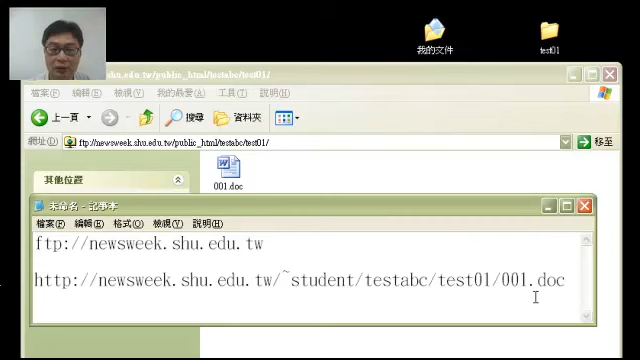 我的文件
test01
shu.edu.tw/public_html/testabc/test01/
檔案(F) 編輯(E) 檢視(V) 我的最愛(A) 工具(T) 說明(H)
上一頁 搜尋 資料夾
網址(D) ftp://newsweek.shu.edu.tw/public_html/testabc/test01/ 移至
其他位置
001.doc
未命名 - 記事本
檔案(F) 編輯(E) 格式(O) 檢視(V) 說明(H)
ftp://newsweek.shu.edu.tw
http://newsweek.shu.edu.tw/~student/testabc/test01/001.doc